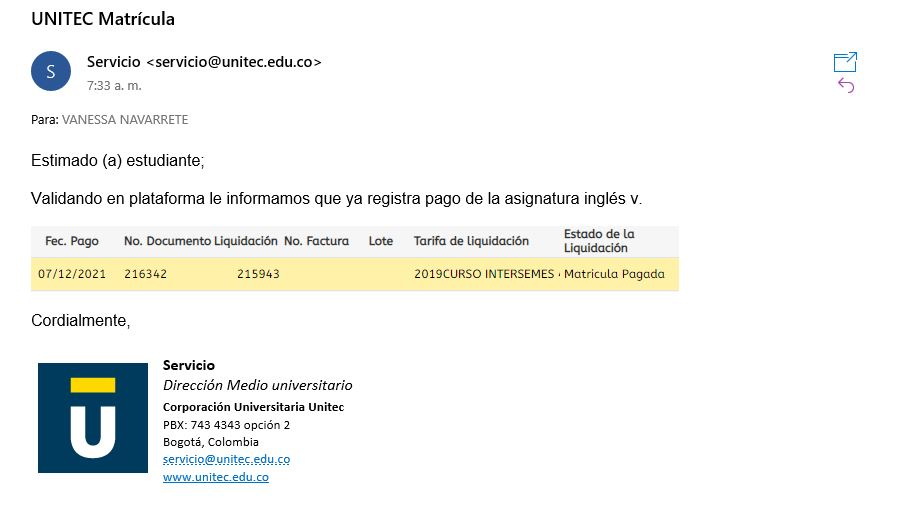 UNITEC Matrícula
S
Servicio <servicio@unitec.edu.co>
7:33 a. m.
Para: VANESSA NAVARRETE
Estimado (a) estudiante;
Validando en plataforma le informamos que ya registra pago de la asignatura inglés v.
Fec. Pago No. Documento Liquidación No. Factura Lote Tarifa de liquidación Estado de la Liquidación
07/12/2021 216342 215943 2019CURSO INTERSEMES Matricula Pagada
Cordialmente,
U
Servicio
Dirección Medio universitario
Corporación Universitaria Unitec
PBX: 743 4343 opción 2
Bogotá, Colombia
servicio@unitec.edu.co
www.unitec.edu.co